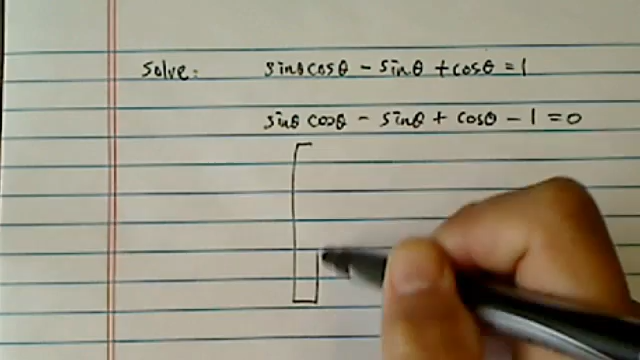 Solve: sinθcosθ - sinθ + cosθ = 1
sinθ cosθ - sinθ + cosθ - 1 = 0